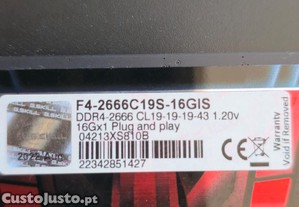 F4-2666C19S-16GIS
DDR4-2666 CL19-19-19-43 1.20v
16Gx1 Plug and play
04213XS810B
22342851427
Warranty
Void if Removed
G.SKILL
CustoJusto.pt